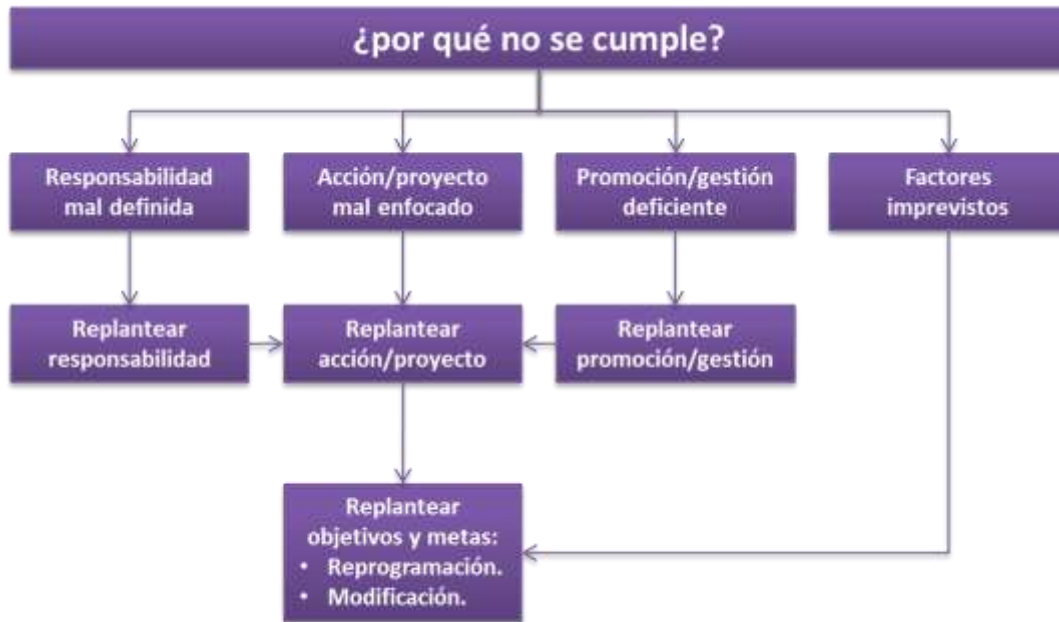 ¿por qué no se cumple?
Responsabilidad
mal definida
Acción/proyecto
mal enfocado
Promoción/gestión
deficiente
Factores
imprevistos
Replantear
responsabilidad
Replantear
acción/proyecto
Replantear
promoción/gestión
Replantear
objetivos y metas:
• Reprogramación.
• Modificación.